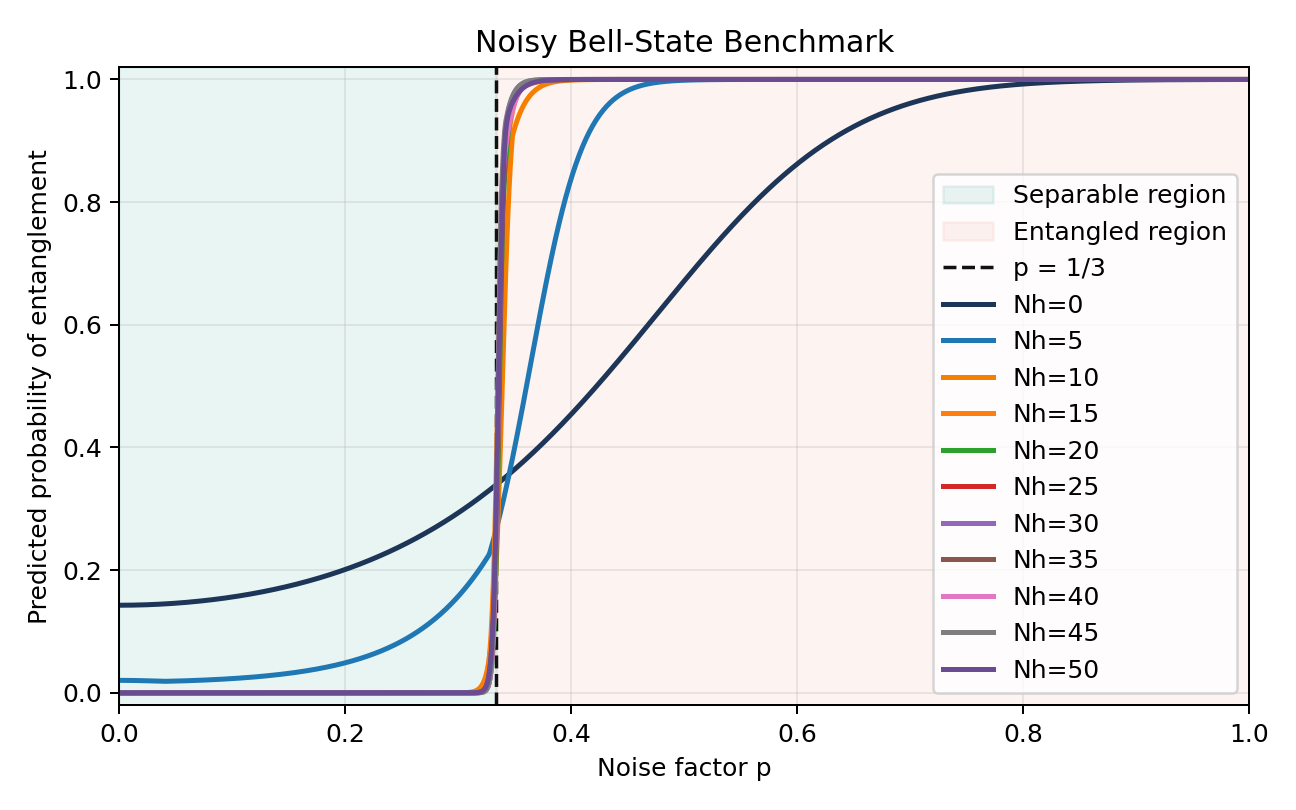 Noisy Bell-State Benchmark
Predicted probability of entanglement
1.0
0.8
0.6
0.4
0.2
0.0
Separable region
Entangled region
p = 1/3
Nh=0
Nh=5
Nh=10
Nh=15
Nh=20
Nh=25
Nh=30
Nh=35
Nh=40
Nh=45
Nh=50
0.0 0.2 0.4 0.6 0.8 1.0
Noise factor p